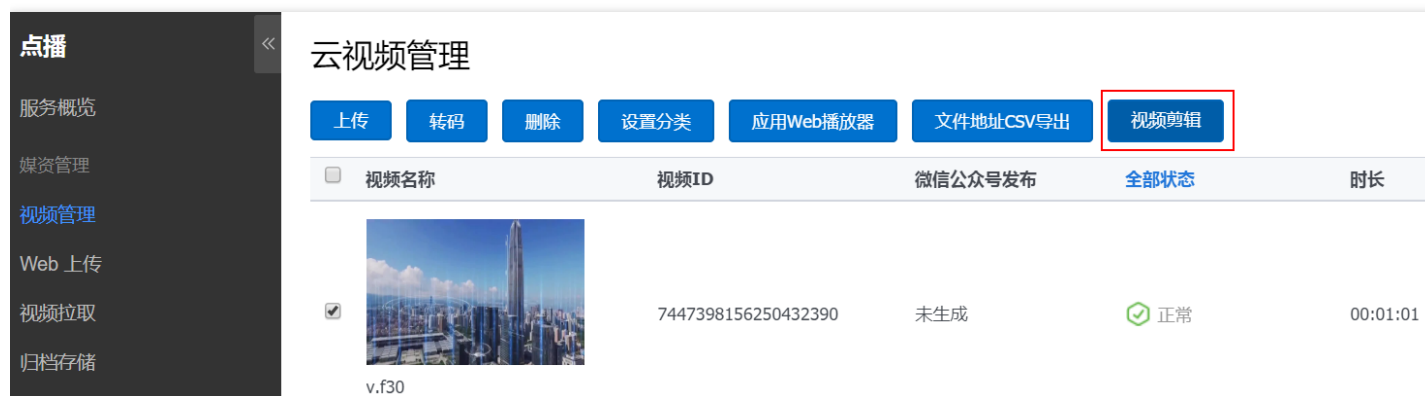 点播
«
服务概览
媒资管理
视频管理
Web 上传
视频拉取
归档存储
云视频管理
上传 转码 删除 设置分类 应用Web播放器 文件地址CSV导出 视频剪辑
视频名称 视频ID 微信公众号发布 全部状态 时长
7447398156250432390 未生成 正常 00:01:01
v.f30